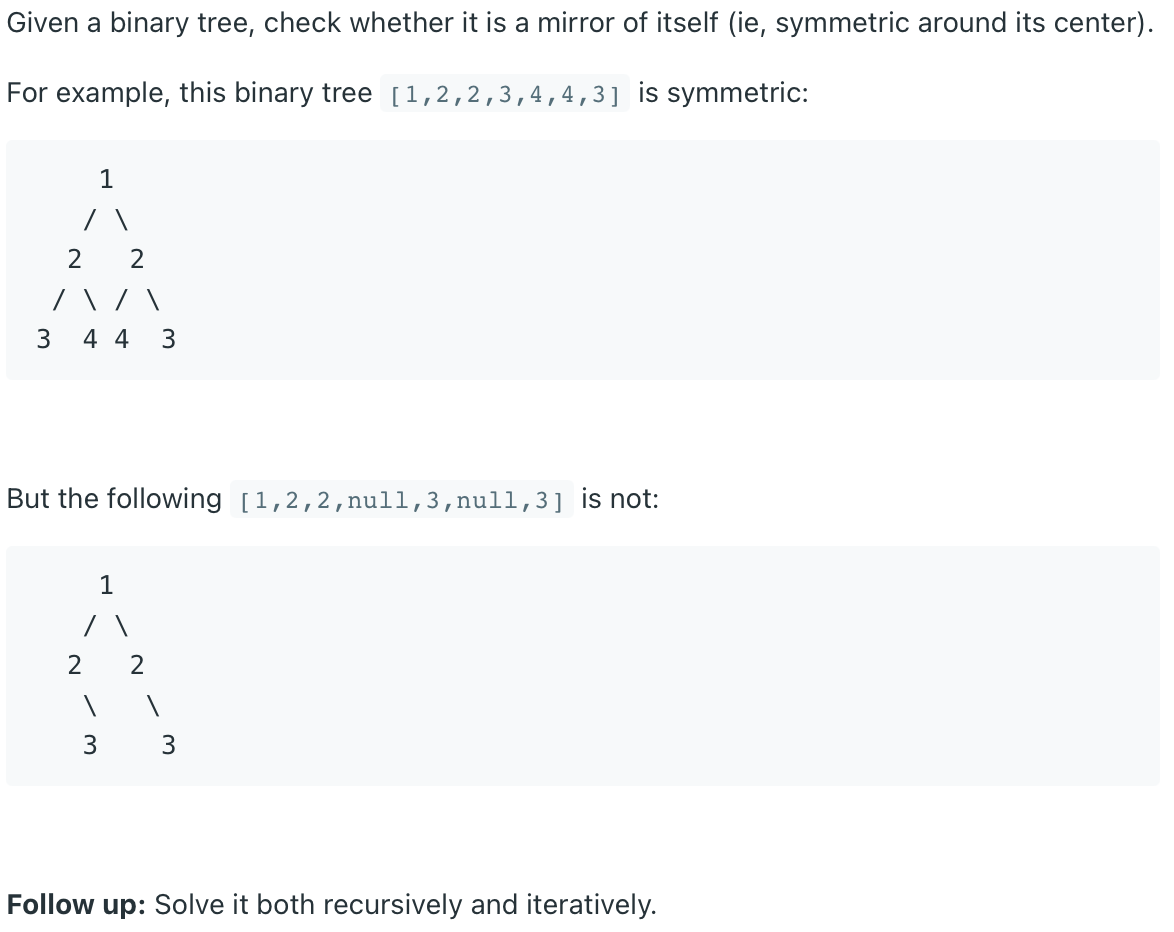 Given a binary tree, check whether it is a mirror of itself (ie, symmetric around its center).
For example, this binary tree [1,2,2,3,4,4,3] is symmetric:
    1
   / \
  2   2
 / \ / \
3  4 4  3
But the following [1,2,2,null,3,null,3] is not:
    1
   / \
  2   2
   \   \
   3    3
Follow up: Solve it both recursively and iteratively.